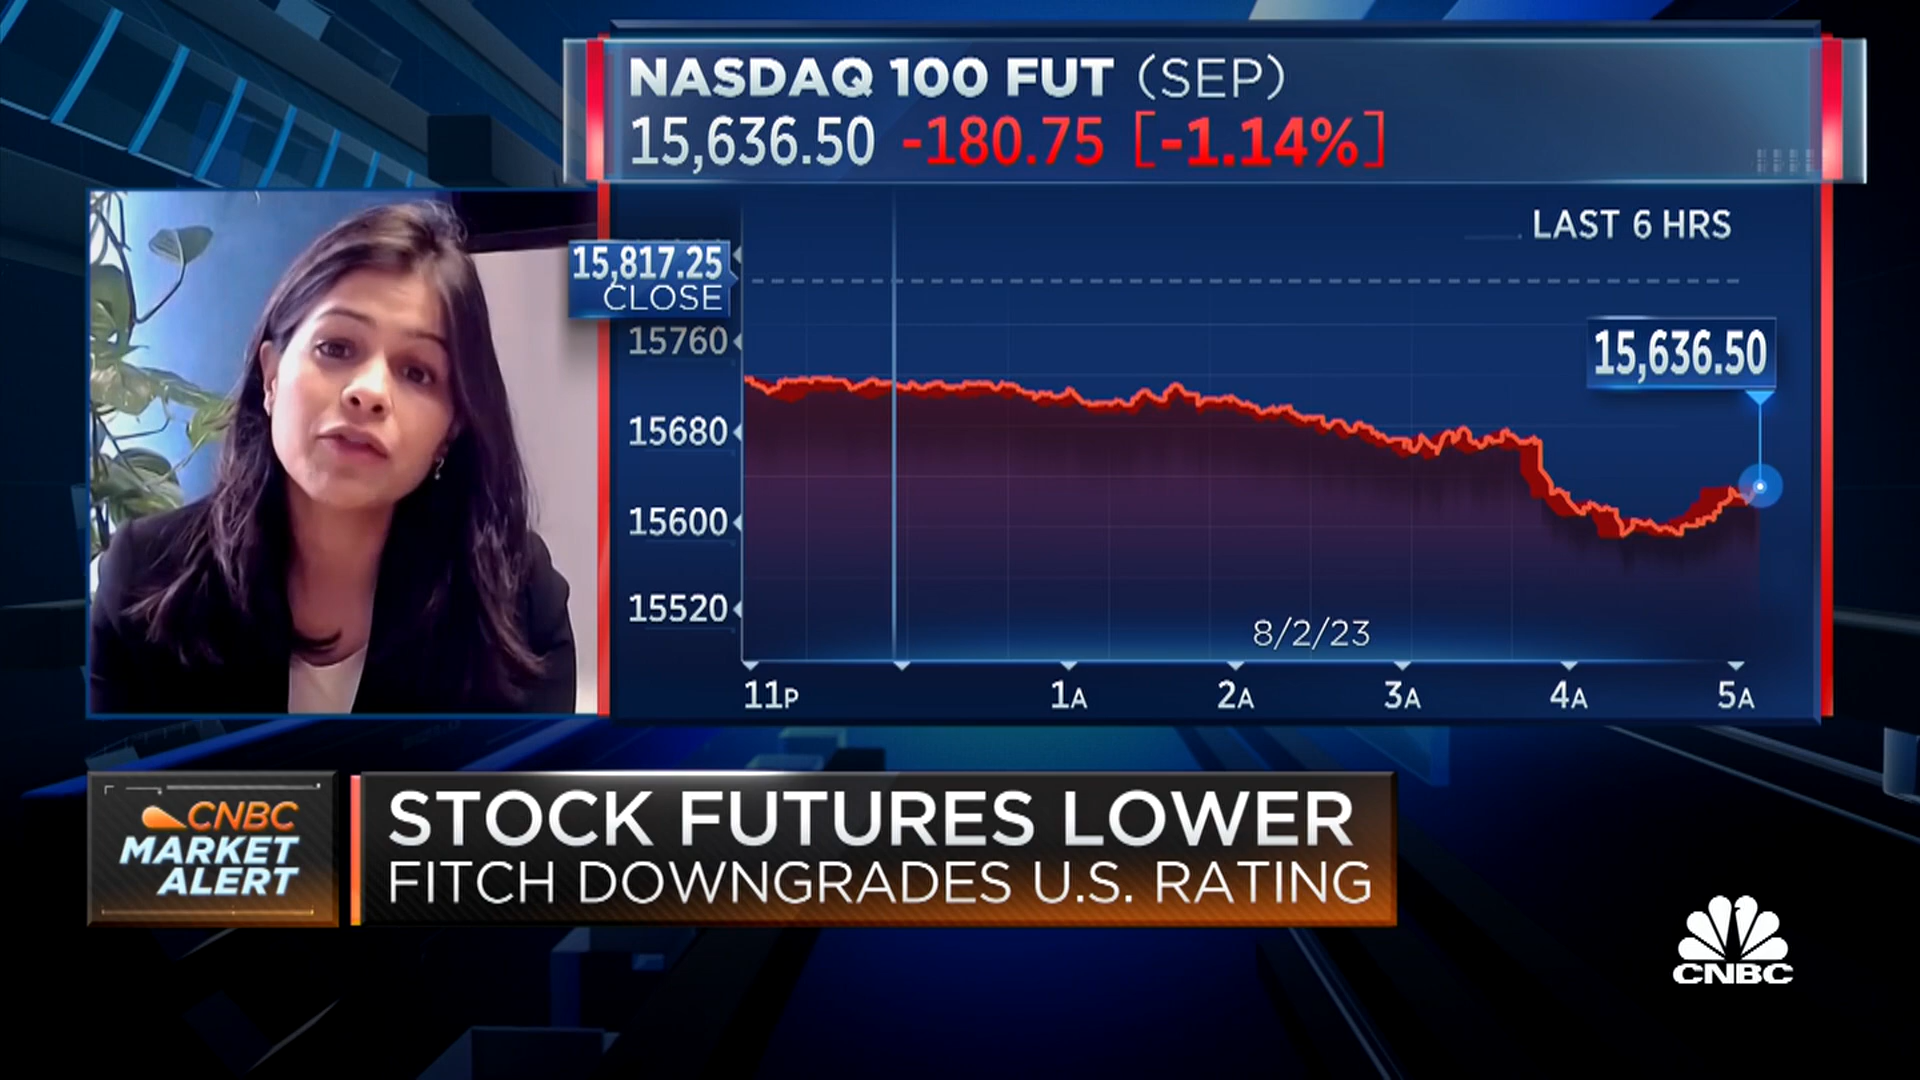 NASDAQ 100 FUT (SEP)
15,636.50 -180.75 [-1.14%]
LAST 6 HRS
15,817.25
CLOSE
15760
15680
15600
15520
15,636.50
8/2/23
11P 1A 2A 3A 4A 5A
CNBC
MARKET
ALERT
STOCK FUTURES LOWER
FITCH DOWNGRADES U.S. RATING
CNBC